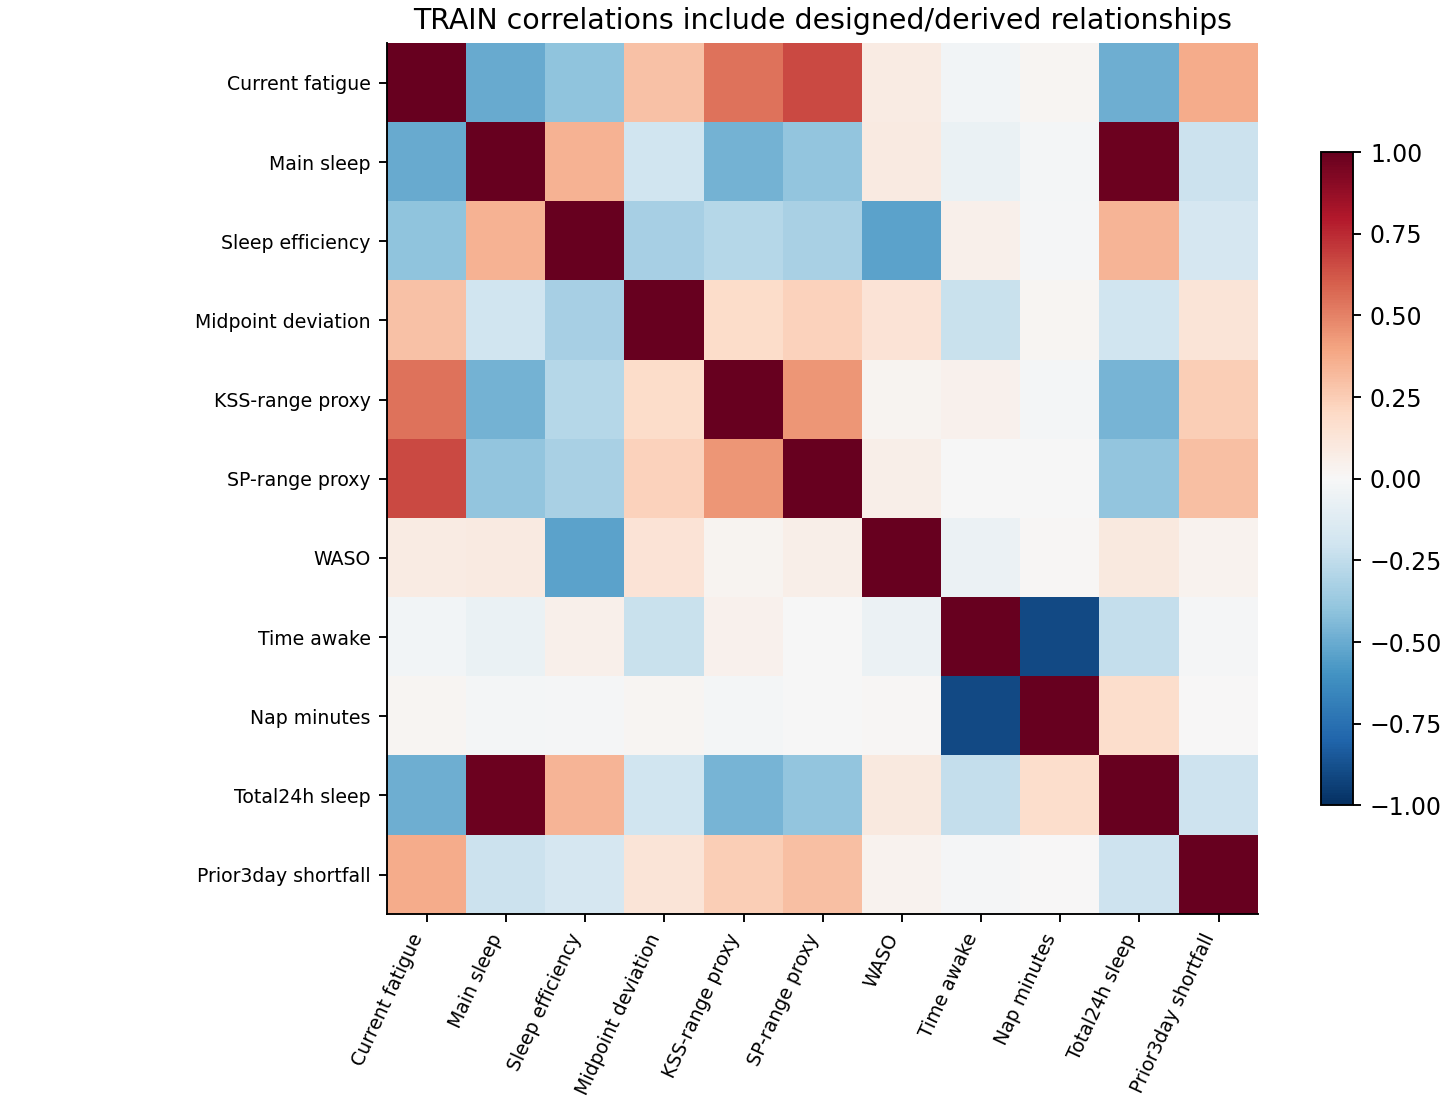 TRAIN correlations include designed/derived relationships
Current fatigue
Main sleep
Sleep efficiency
Midpoint deviation
KSS-range proxy
SP-range proxy
WASO
Time awake
Nap minutes
Total24h sleep
Prior3day shortfall
Current fatigue
Main sleep
Sleep efficiency
Midpoint deviation
KSS-range proxy
SP-range proxy
WASO
Time awake
Nap minutes
Total24h sleep
Prior3day shortfall
1.00
0.75
0.50
0.25
0.00
−0.25
−0.50
−0.75
−1.00